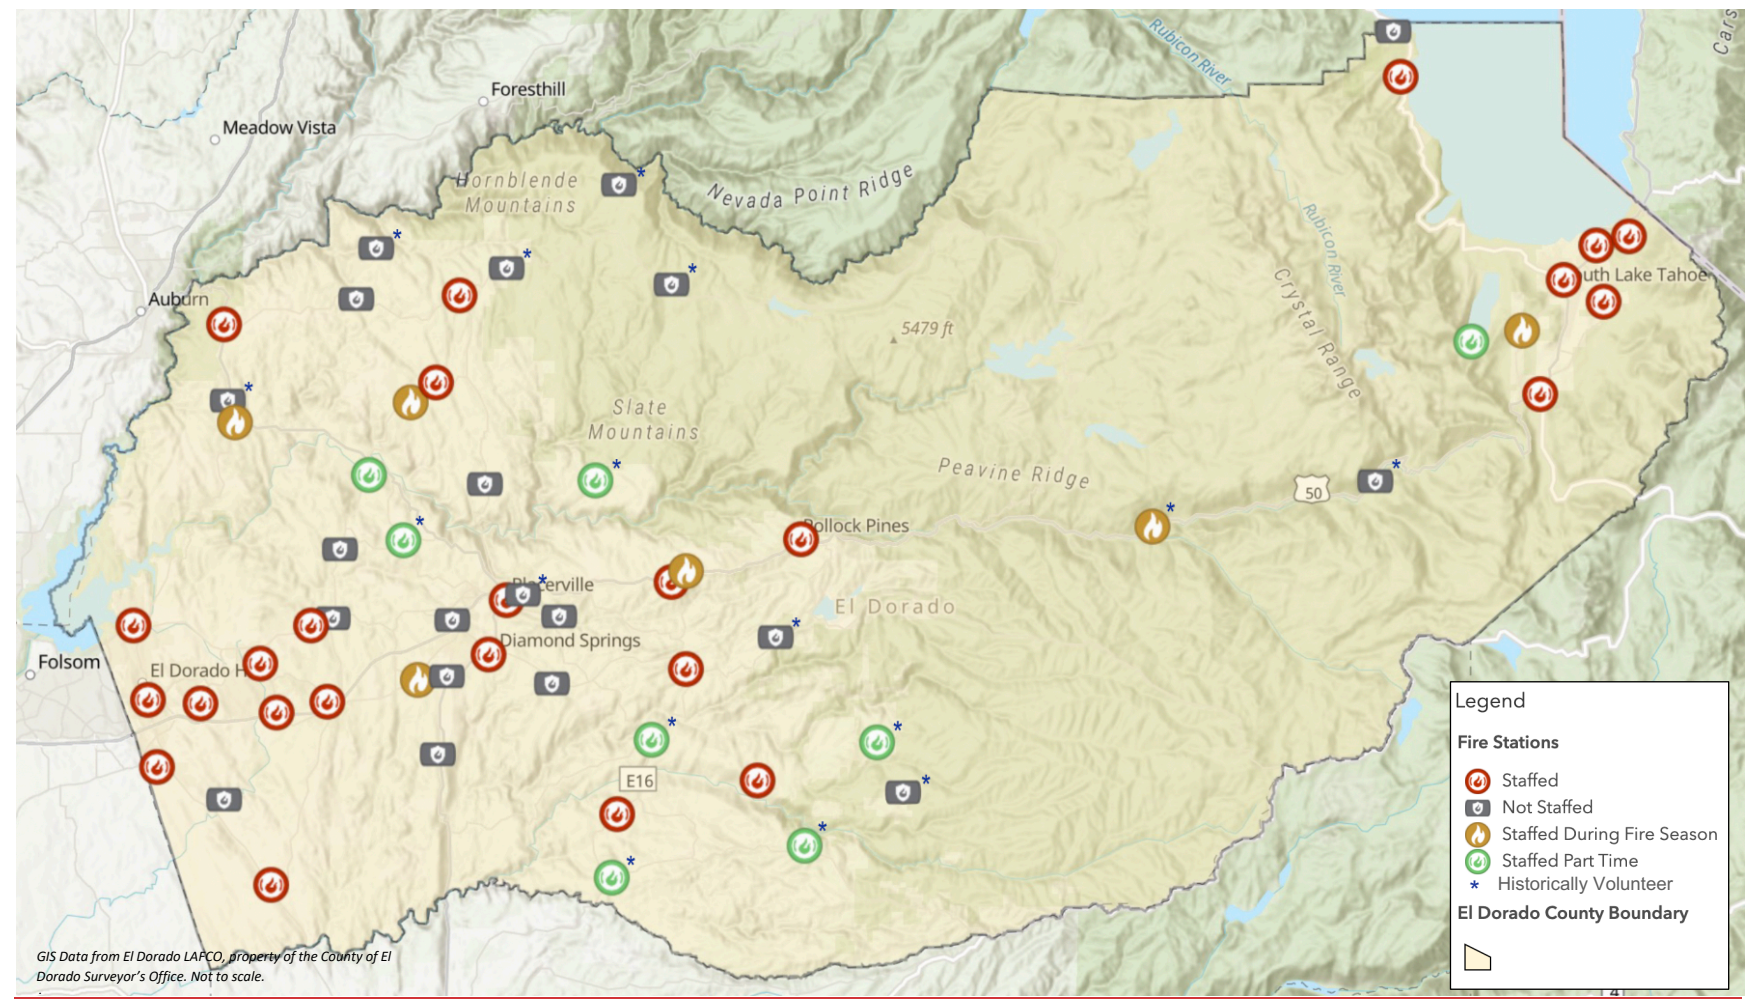 Rubicon River
Cars
Foresthill
Meadow Vista
Hornblende
Mountains
*
Nevada Point Ridge
Rubicon River
*
*
*
uth Lake Tahoe
Auburn
Crystal Range
5479 ft
*
Slate
Mountains
*
Peavine Ridge
*
50
*
*
Pollock Pines
*
Placerville
El Dorado
*
Diamond Springs
Folsom
El Dorado H
*
*
E16
*
*
*
Legend
Fire Stations
Staffed
Not Staffed
Staffed During Fire Season
Staffed Part Time
* Historically Volunteer
El Dorado County Boundary
GIS Data from El Dorado LAFCO, property of the County of El
Dorado Surveyor's Office. Not to scale.
.
4